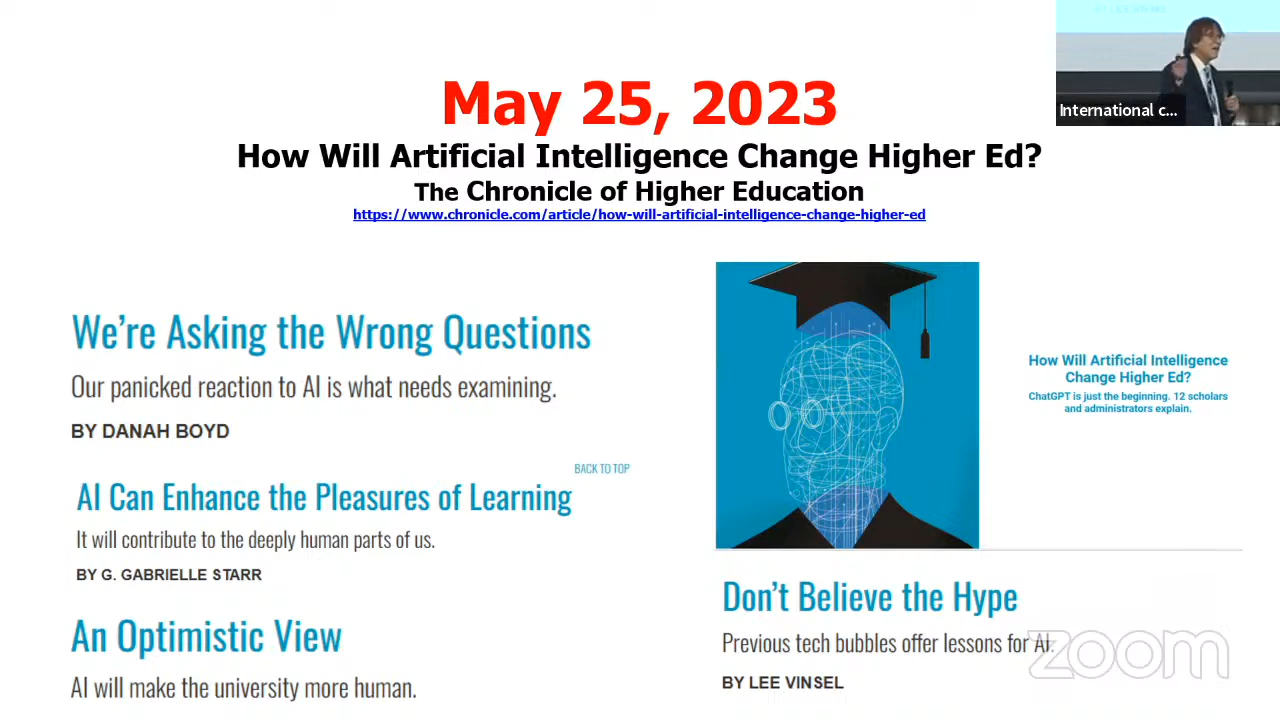 May 25, 2023
How Will Artificial Intelligence Change Higher Ed?
The Chronicle of Higher Education
https://www.chronicle.com/article/how-will-artificial-intelligence-change-higher-ed
International c...
We're Asking the Wrong Questions
Our panicked reaction to AI is what needs examining.
BY DANAH BOYD
BACK TO TOP
AI Can Enhance the Pleasures of Learning
It will contribute to the deeply human parts of us.
BY G. GABRIELLE STARR
An Optimistic View
AI will make the university more human.
How Will Artificial Intelligence
Change Higher Ed?
ChatGPT is just the beginning. 12 scholars
and administrators explain.
Don't Believe the Hype
Previous tech bubbles offer lessons for AI.
BY LEE VINSEL
zoom